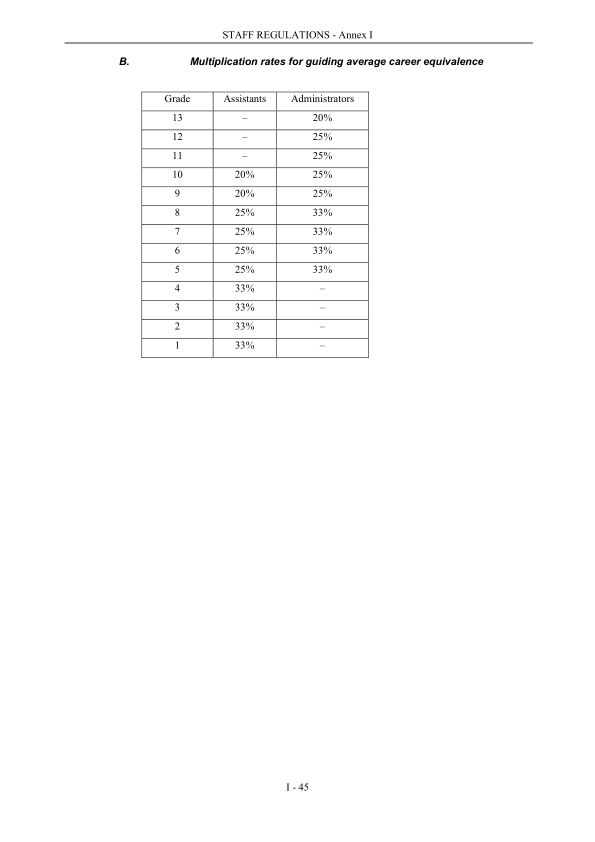 STAFF REGULATIONS - Annex I
B. Multiplication rates for guiding average career equivalence
Grade Assistants Administrators
13 – 20%
12 – 25%
11 – 25%
10 20% 25%
9 20% 25%
8 25% 33%
7 25% 33%
6 25% 33%
5 25% 33%
4 33% –
3 33% –
2 33% –
1 33% –
I - 45